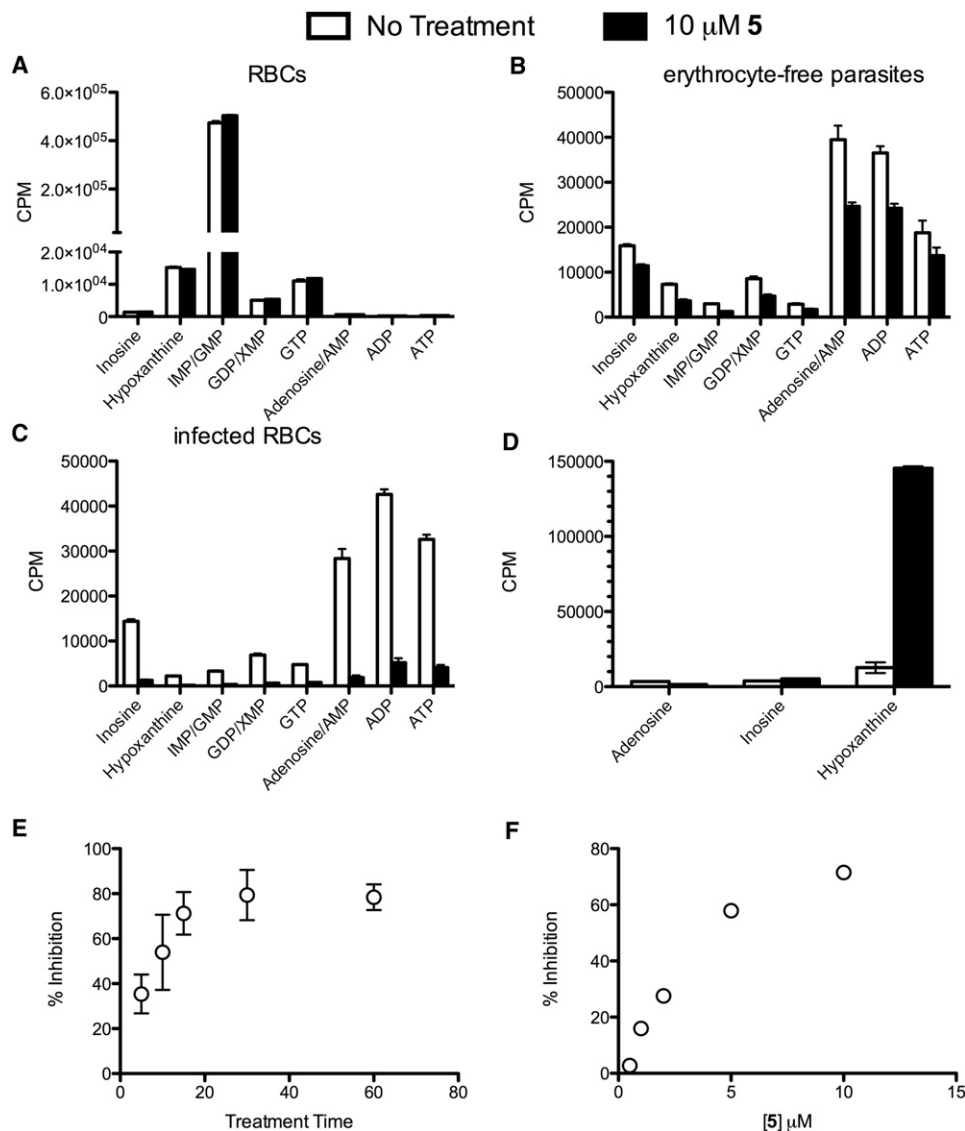 No Treatment 10 μM 5
A RBCs
6.0×10⁰⁵
4.0×10⁰⁵
2.0×10⁰⁵
2.0×10⁰⁴
1.0×10⁰⁴
0
CPM
Inosine
Hypoxanthine
IMP/GMP
GDP/XMP
GTP
Adenosine/AMP
ADP
ATP
B erythrocyte-free parasites
50000
40000
30000
20000
10000
0
CPM
Inosine
Hypoxanthine
IMP/GMP
GDP/XMP
GTP
Adenosine/AMP
ADP
ATP
C infected RBCs
50000
40000
30000
20000
10000
0
CPM
Inosine
Hypoxanthine
IMP/GMP
GDP/XMP
GTP
Adenosine/AMP
ADP
ATP
D
150000
100000
50000
0
CPM
Adenosine
Inosine
Hypoxanthine
E
100
80
60
40
20
0
% Inhibition
0 20 40 60 80
Treatment Time
F
80
60
40
20
0
% Inhibition
0 5 10 15
[5] μM